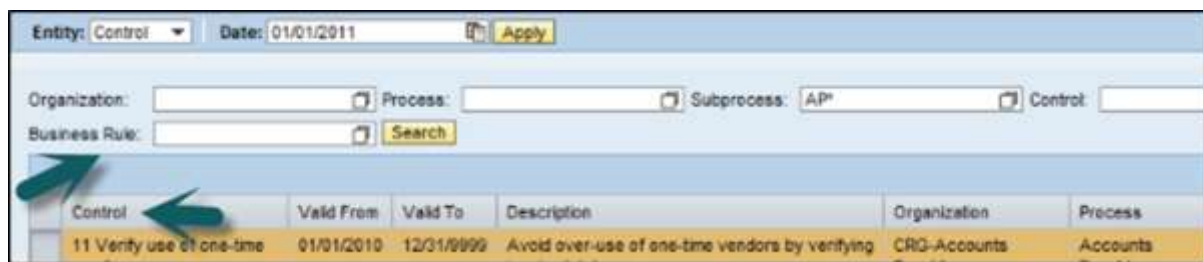 Entity: Control Date: 01/01/2011 Apply
Organization: Process: Subprocess: AP* Control:
Business Rule: Search
Control Valid From Valid To Description Organization Process
11 Verify use of one-time 01/01/2010 12/31/9999 Avoid over-use of one-time vendors by verifying CRG-Accounts Accounts